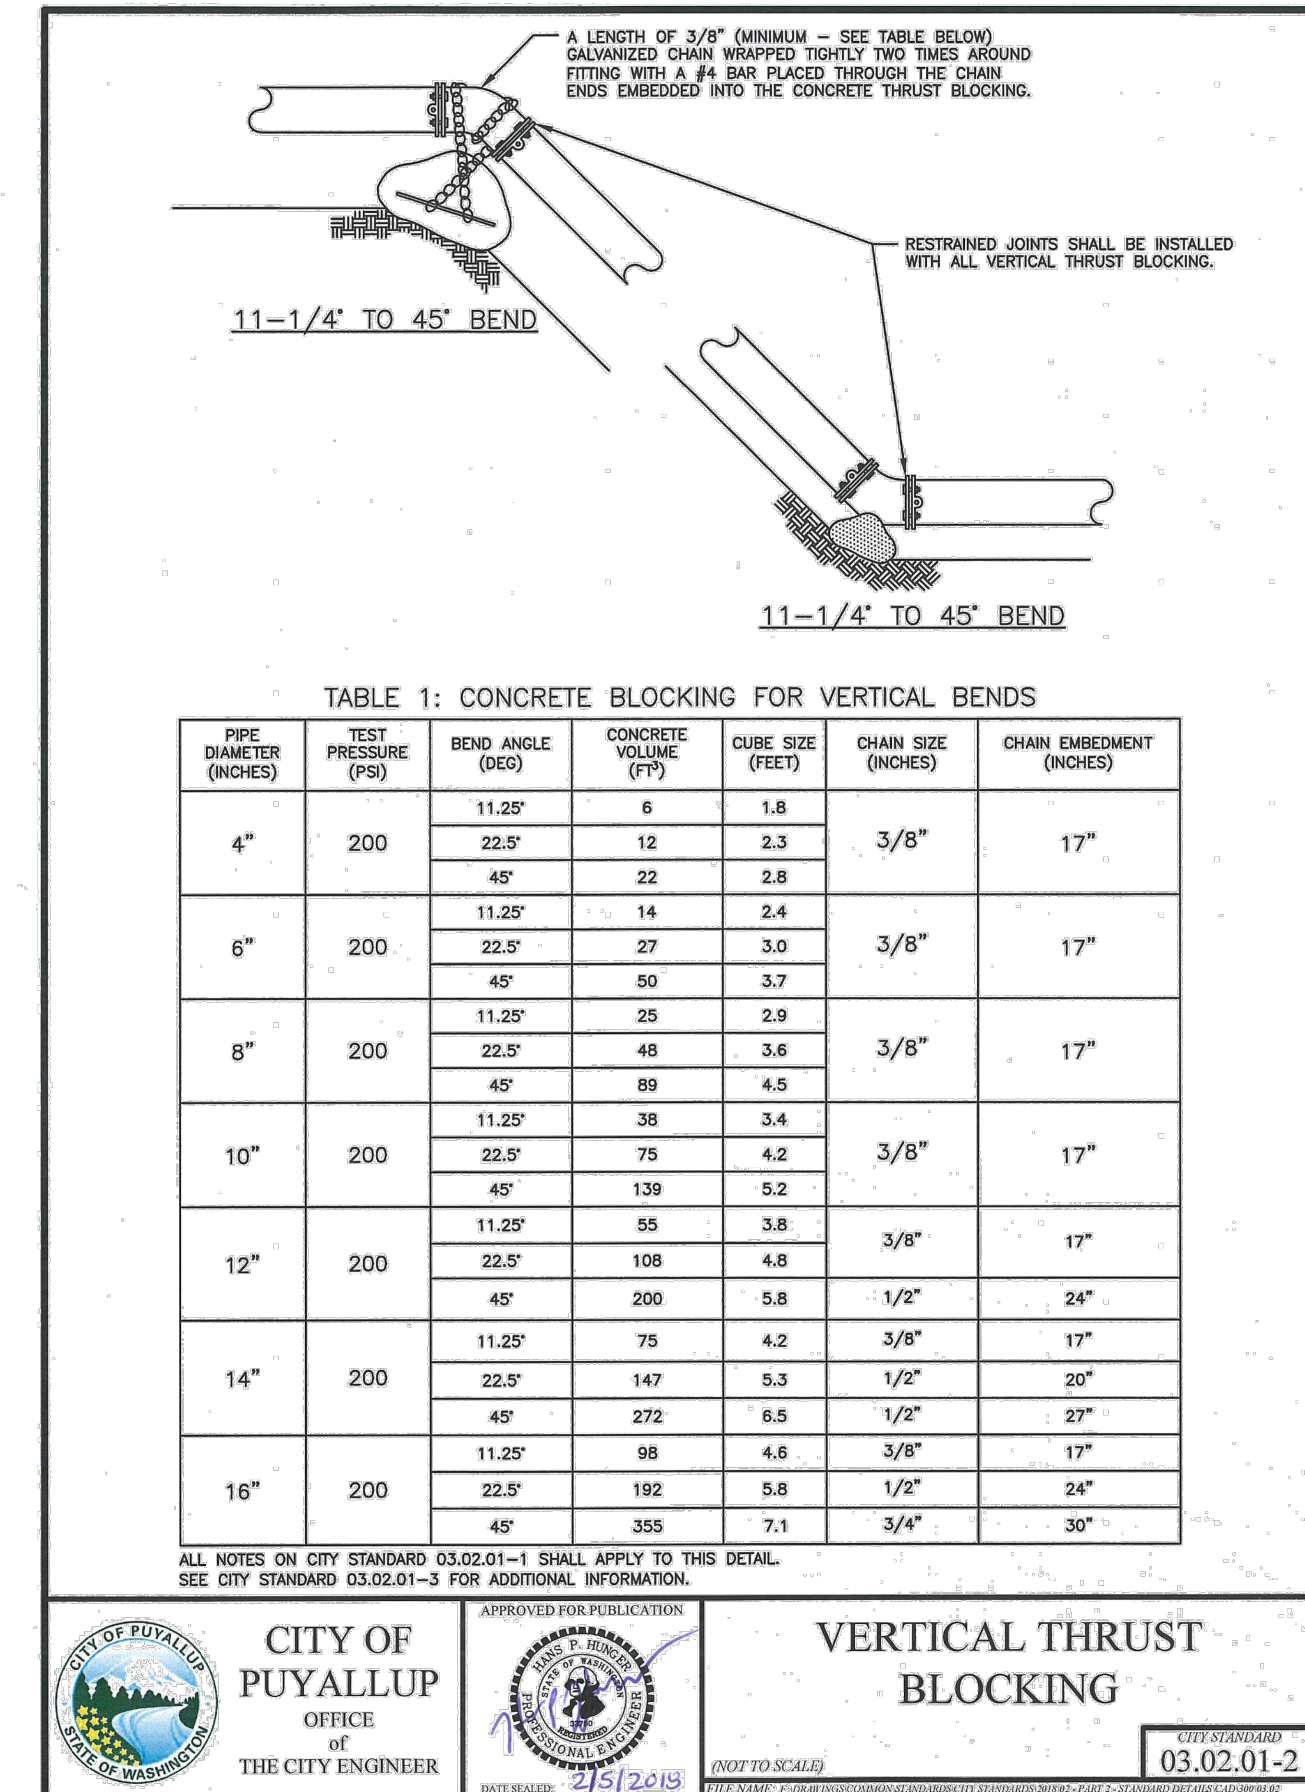 A LENGTH OF 3/8" (MINIMUM – SEE TABLE BELOW)
GALVANIZED CHAIN WRAPPED TIGHTLY TWO TIMES AROUND
FITTING WITH A #4 BAR PLACED THROUGH THE CHAIN
ENDS EMBEDDED INTO THE CONCRETE THRUST BLOCKING.
RESTRAINED JOINTS SHALL BE INSTALLED
WITH ALL VERTICAL THRUST BLOCKING.
11–1/4° TO 45° BEND
11–1/4° TO 45° BEND
TABLE 1: CONCRETE BLOCKING FOR VERTICAL BENDS
PIPE DIAMETER (INCHES) TEST PRESSURE (PSI) BEND ANGLE (DEG) CONCRETE VOLUME (FT³) CUBE SIZE (FEET) CHAIN SIZE (INCHES) CHAIN EMBEDMENT (INCHES)
4" 200 11.25° 6 1.8 3/8" 17"
22.5° 12 2.3
45° 22 2.8
6" 200 11.25° 14 2.4 3/8" 17"
22.5° 27 3.0
45° 50 3.7
8" 200 11.25° 25 2.9 3/8" 17"
22.5° 48 3.6
45° 89 4.5
10" 200 11.25° 38 3.4 3/8" 17"
22.5° 75 4.2
45° 139 5.2
12" 200 11.25° 55 3.8 3/8" 17"
22.5° 108 4.8
45° 200 5.8 1/2" 24"
14" 200 11.25° 75 4.2 3/8" 17"
22.5° 147 5.3 1/2" 20"
45° 272 6.5 1/2" 27"
16" 200 11.25° 98 4.6 3/8" 17"
22.5° 192 5.8 1/2" 24"
45° 355 7.1 3/4" 30"
ALL NOTES ON CITY STANDARD 03.02.01–1 SHALL APPLY TO THIS DETAIL.
SEE CITY STANDARD 03.02.01–3 FOR ADDITIONAL INFORMATION.
CITY OF PUYALLUP
STATE OF WASHINGTON
CITY OF
PUYALLUP
OFFICE
of
THE CITY ENGINEER
APPROVED FOR PUBLICATION
HANS P. HUNGER
STATE OF WASHINGTON
REGISTERED
PROFESSIONAL ENGINEER
DATE SEALED: 2/5/2019
VERTICAL THRUST
BLOCKING
(NOT TO SCALE)
CITY STANDARD
03.02.01-2